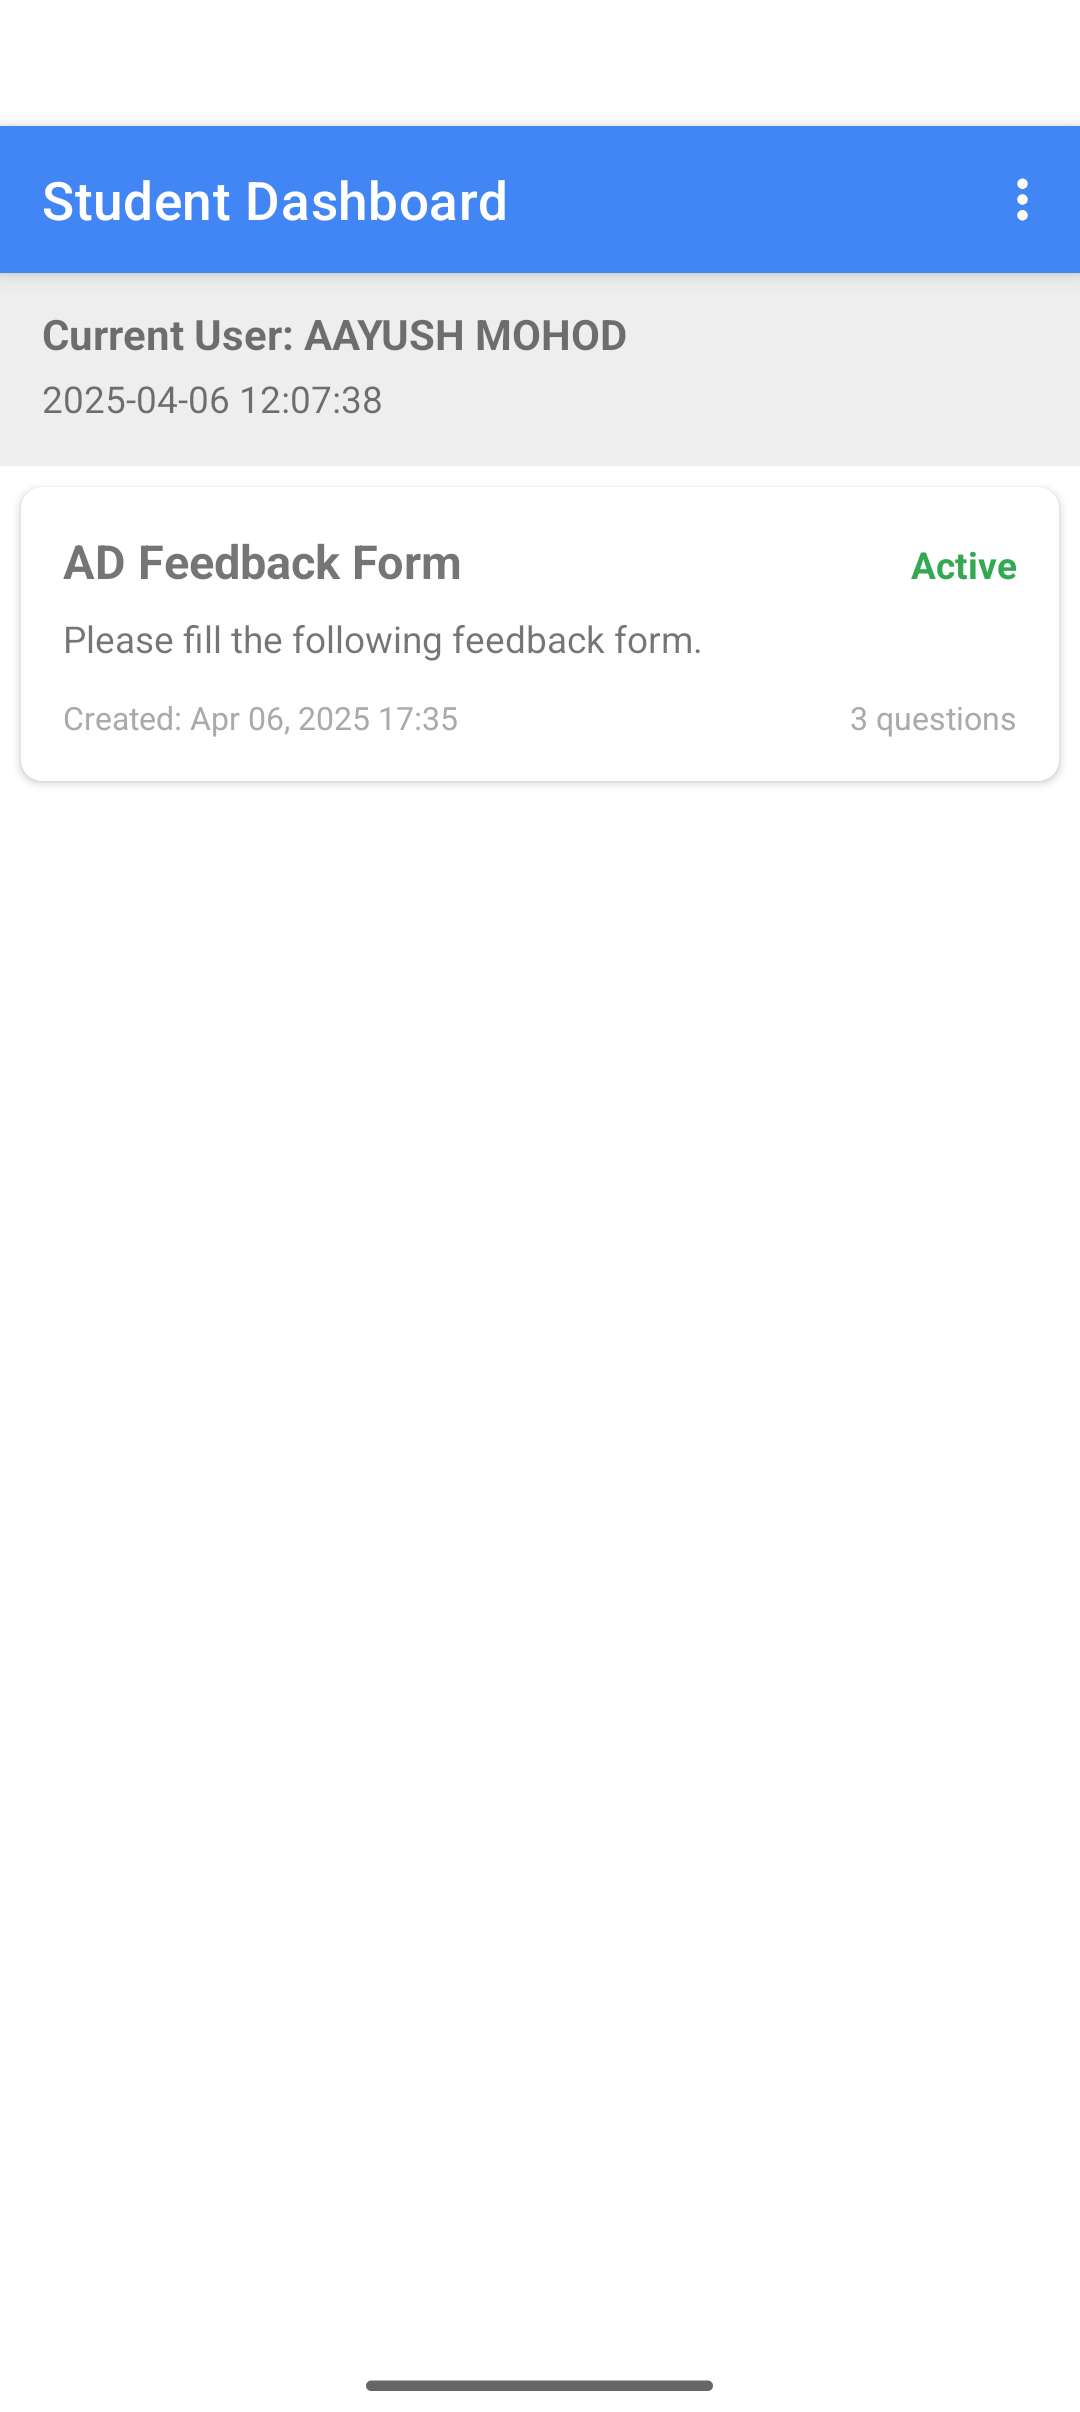 Student Dashboard
Current User: AAYUSH MOHOD
2025-04-06 12:07:38
AD Feedback Form
Active
Please fill the following feedback form.
Created: Apr 06, 2025 17:35
3 questions